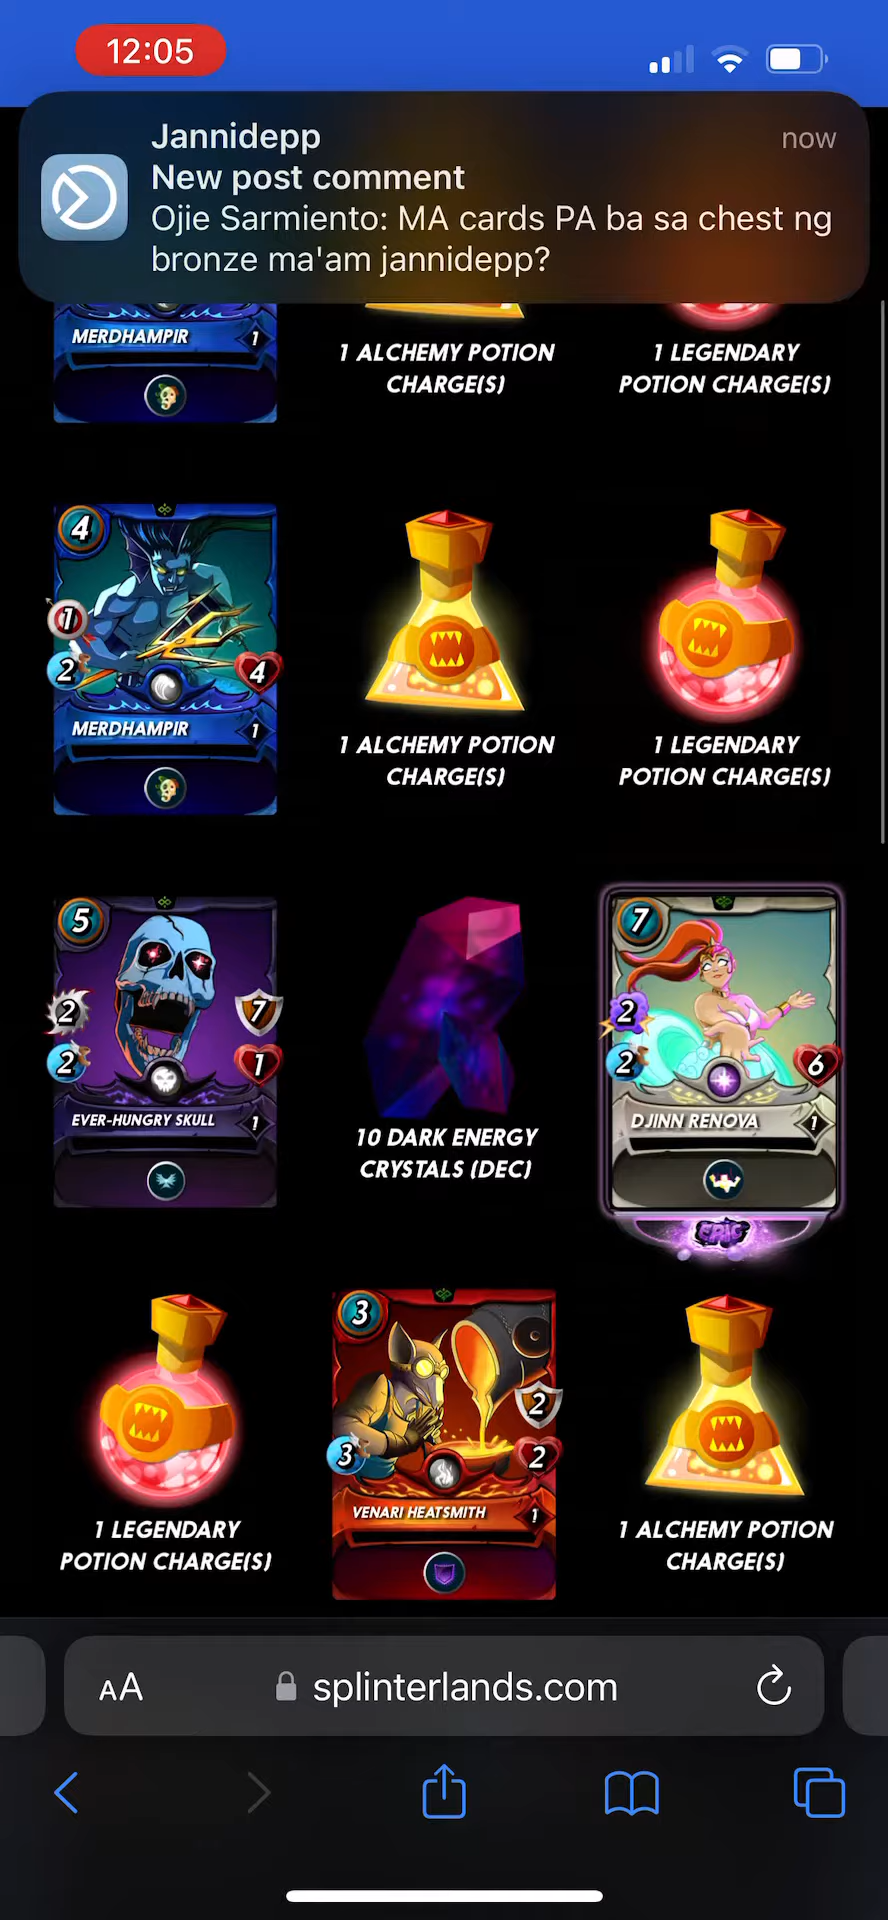 12:05
Jannidepp
now
New post comment
Ojie Sarmiento: MA cards PA ba sa chest ng
bronze ma'am jannidepp?
MERDHAMPIR 1
1 ALCHEMY POTION
CHARGE(S)
1 LEGENDARY
POTION CHARGE(S)
4
1
2
4
MERDHAMPIR 1
1 ALCHEMY POTION
CHARGE(S)
1 LEGENDARY
POTION CHARGE(S)
5
2
7
2
1
EVER-HUNGRY SKULL 1
10 DARK ENERGY
CRYSTALS (DEC)
7
2
2
6
DJINN RENOVA 1
EPIC
1 LEGENDARY
POTION CHARGE(S)
3
2
3
2
VENARI HEATSMITH 1
1 ALCHEMY POTION
CHARGE(S)
AA
splinterlands.com